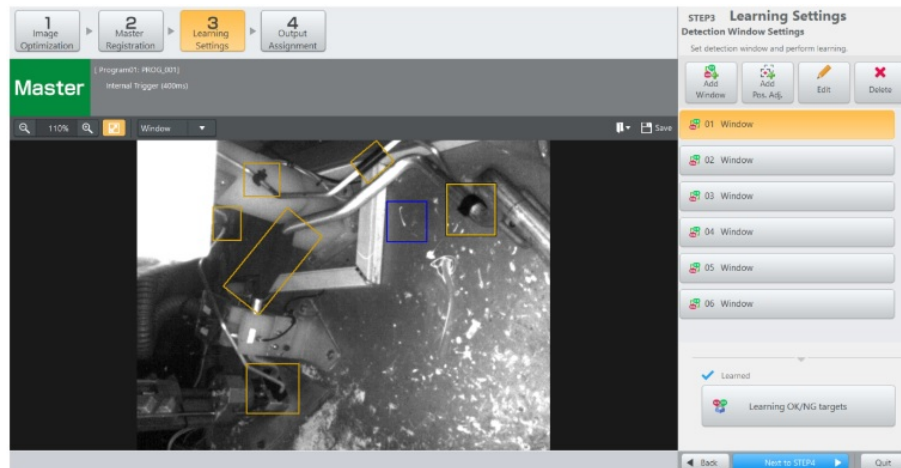 1
Image
Optimization
2
Master
Registration
3
Learning
Settings
4
Output
Assignment
Master
[ Program01: PROG_001]
Internal Trigger (400ms)
110%
Window
Save
STEP3 Learning Settings
Detection Window Settings
Set detection window and perform learning.
Add
Window
Add
Pos. Adj.
Edit
Delete
01 Window
02 Window
03 Window
04 Window
05 Window
06 Window
Learned
Learning OK/NG targets
Back
Next to STEP4
Quit